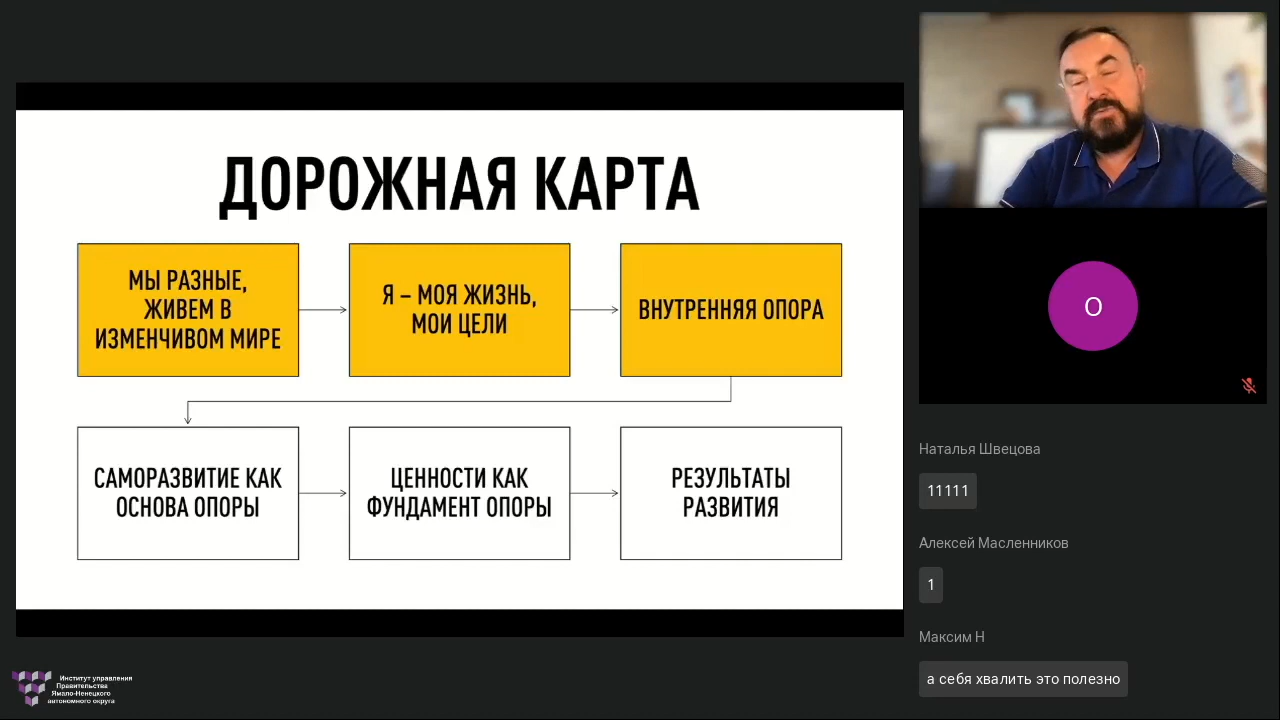 ДОРОЖНАЯ КАРТА
МЫ РАЗНЫЕ,
ЖИВЕМ В
ИЗМЕНЧИВОМ МИРЕ
Я – МОЯ ЖИЗНЬ,
МОИ ЦЕЛИ
ВНУТРЕННЯЯ ОПОРА
САМОРАЗВИТИЕ КАК
ОСНОВА ОПОРЫ
ЦЕННОСТИ КАК
ФУНДАМЕНТ ОПОРЫ
РЕЗУЛЬТАТЫ
РАЗВИТИЯ
О
Наталья Швецова
11111
Алексей Масленников
1
Максим Н
а себя хвалить это полезно
Институт управления
Правительства
Ямало-Ненецкого
автономного округа